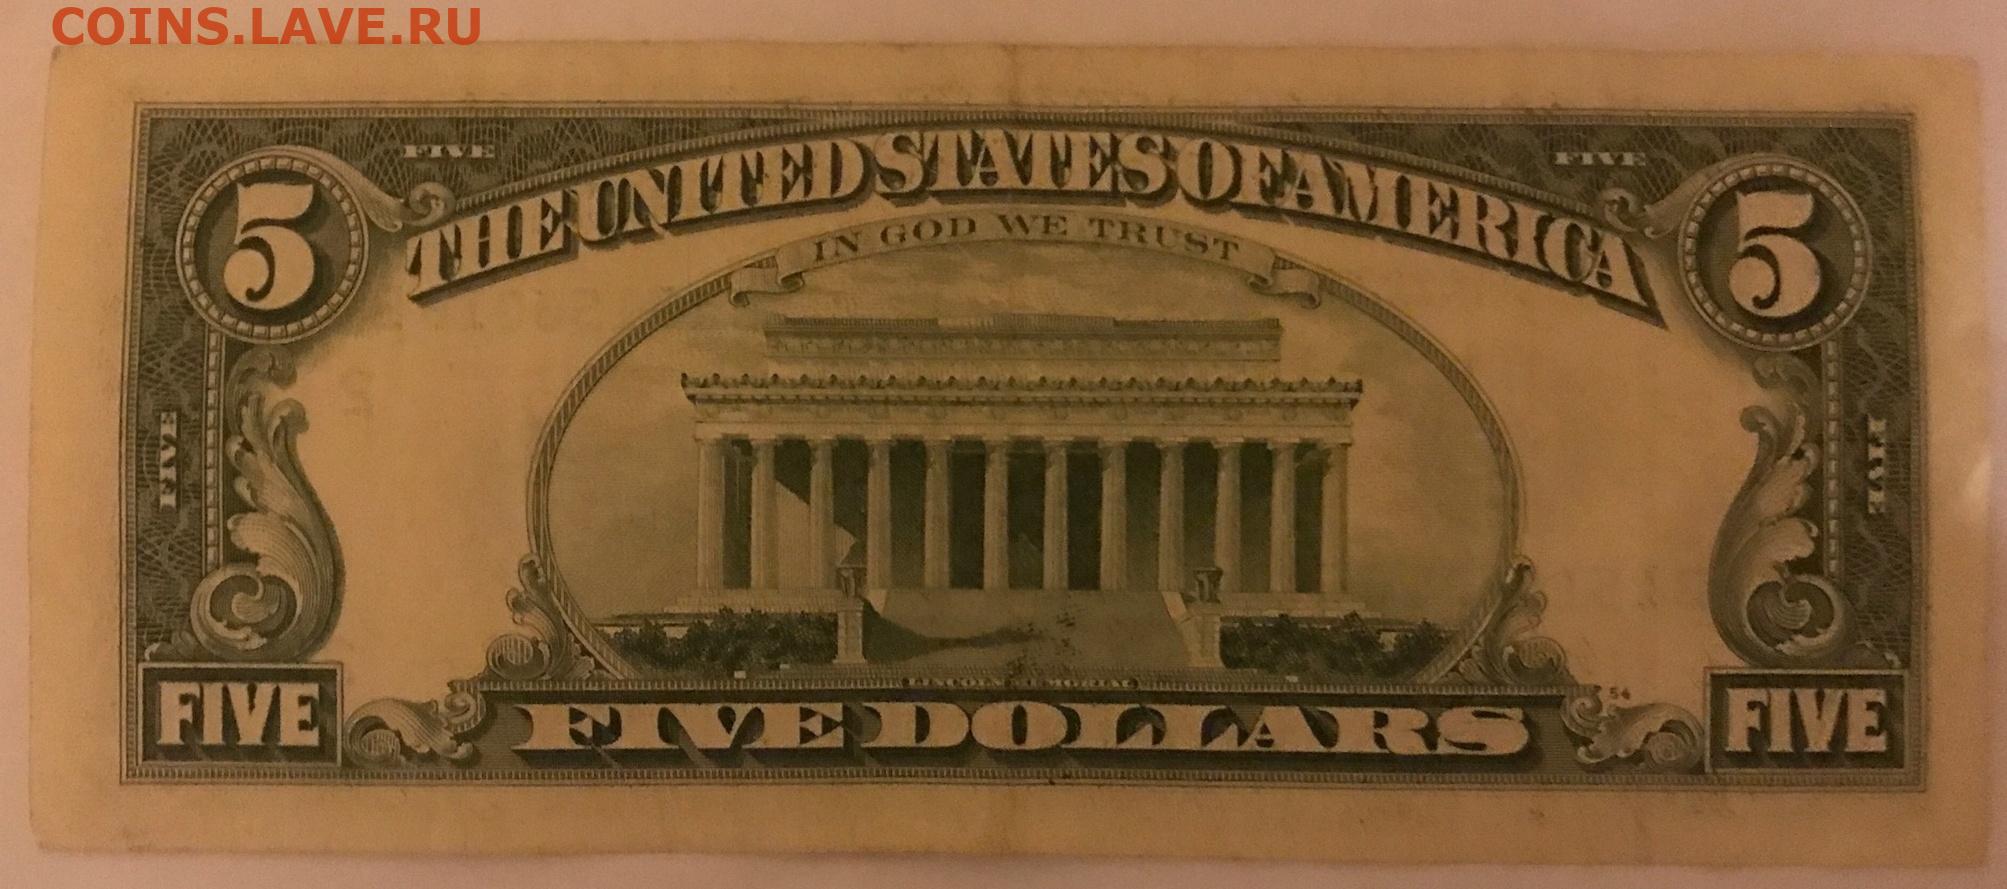 COINS.LAVE.RU
FIVE
FIVE
5
THE UNITED STATES OF AMERICA
5
IN GOD WE TRUST
FIVE
FIVE
LINCOLN MEMORIAL
54
FIVE
FIVE DOLLARS
FIVE